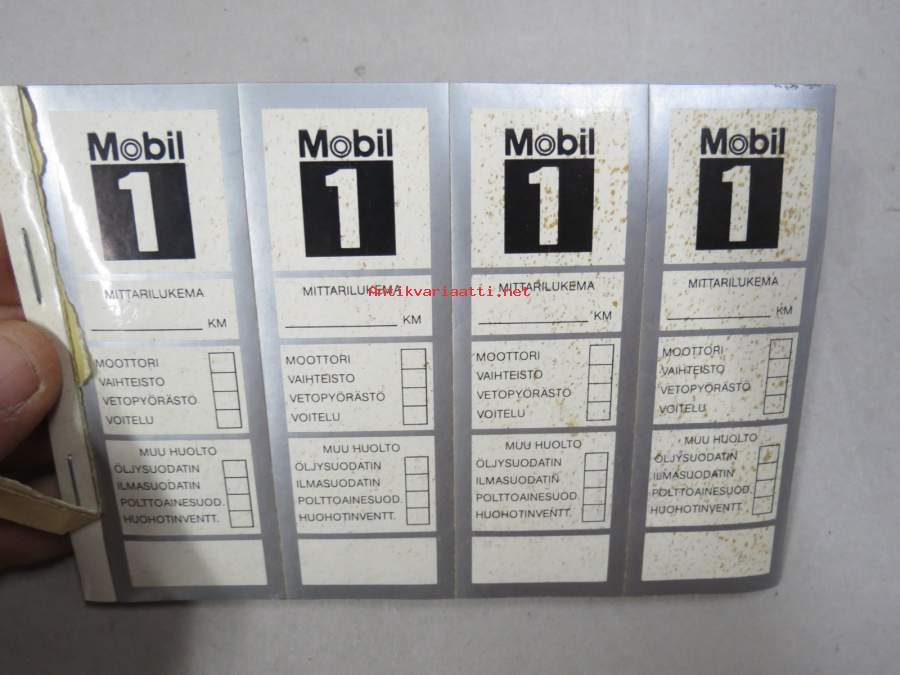 Mobil
1
MITTARILUKEMA
KM
MOOTTORI
VAIHTEISTO
VETOPYÖRÄSTÖ
VOITELU
MUU HUOLTO
ÖLJYSUODATIN
ILMASUODATIN
POLTTOAINESUOD.
HUOHOTINVENTT.
Mobil
1
MITTARILUKEMA
KM
MOOTTORI
VAIHTEISTO
VETOPYÖRÄSTÖ
VOITELU
MUU HUOLTO
ÖLJYSUODATIN
ILMASUODATIN
POLTTOAINESUOD.
HUOHOTINVENTT.
Mobil
1
MITTARILUKEMA
KM
MOOTTORI
VAIHTEISTO
VETOPYÖRÄSTÖ
VOITELU
MUU HUOLTO
ÖLJYSUODATIN
ILMASUODATIN
POLTTOAINESUOD.
HUOHOTINVENTT.
Mobil
1
MITTARILUKEMA
KM
MOOTTORI
VAIHTEISTO
VETOPYÖRÄSTÖ
VOITELU
MUU HUOLTO
ÖLJYSUODATIN
ILMASUODATIN
POLTTOAINESUOD.
HUOHOTINVENTT.
Antikvariaatti.net